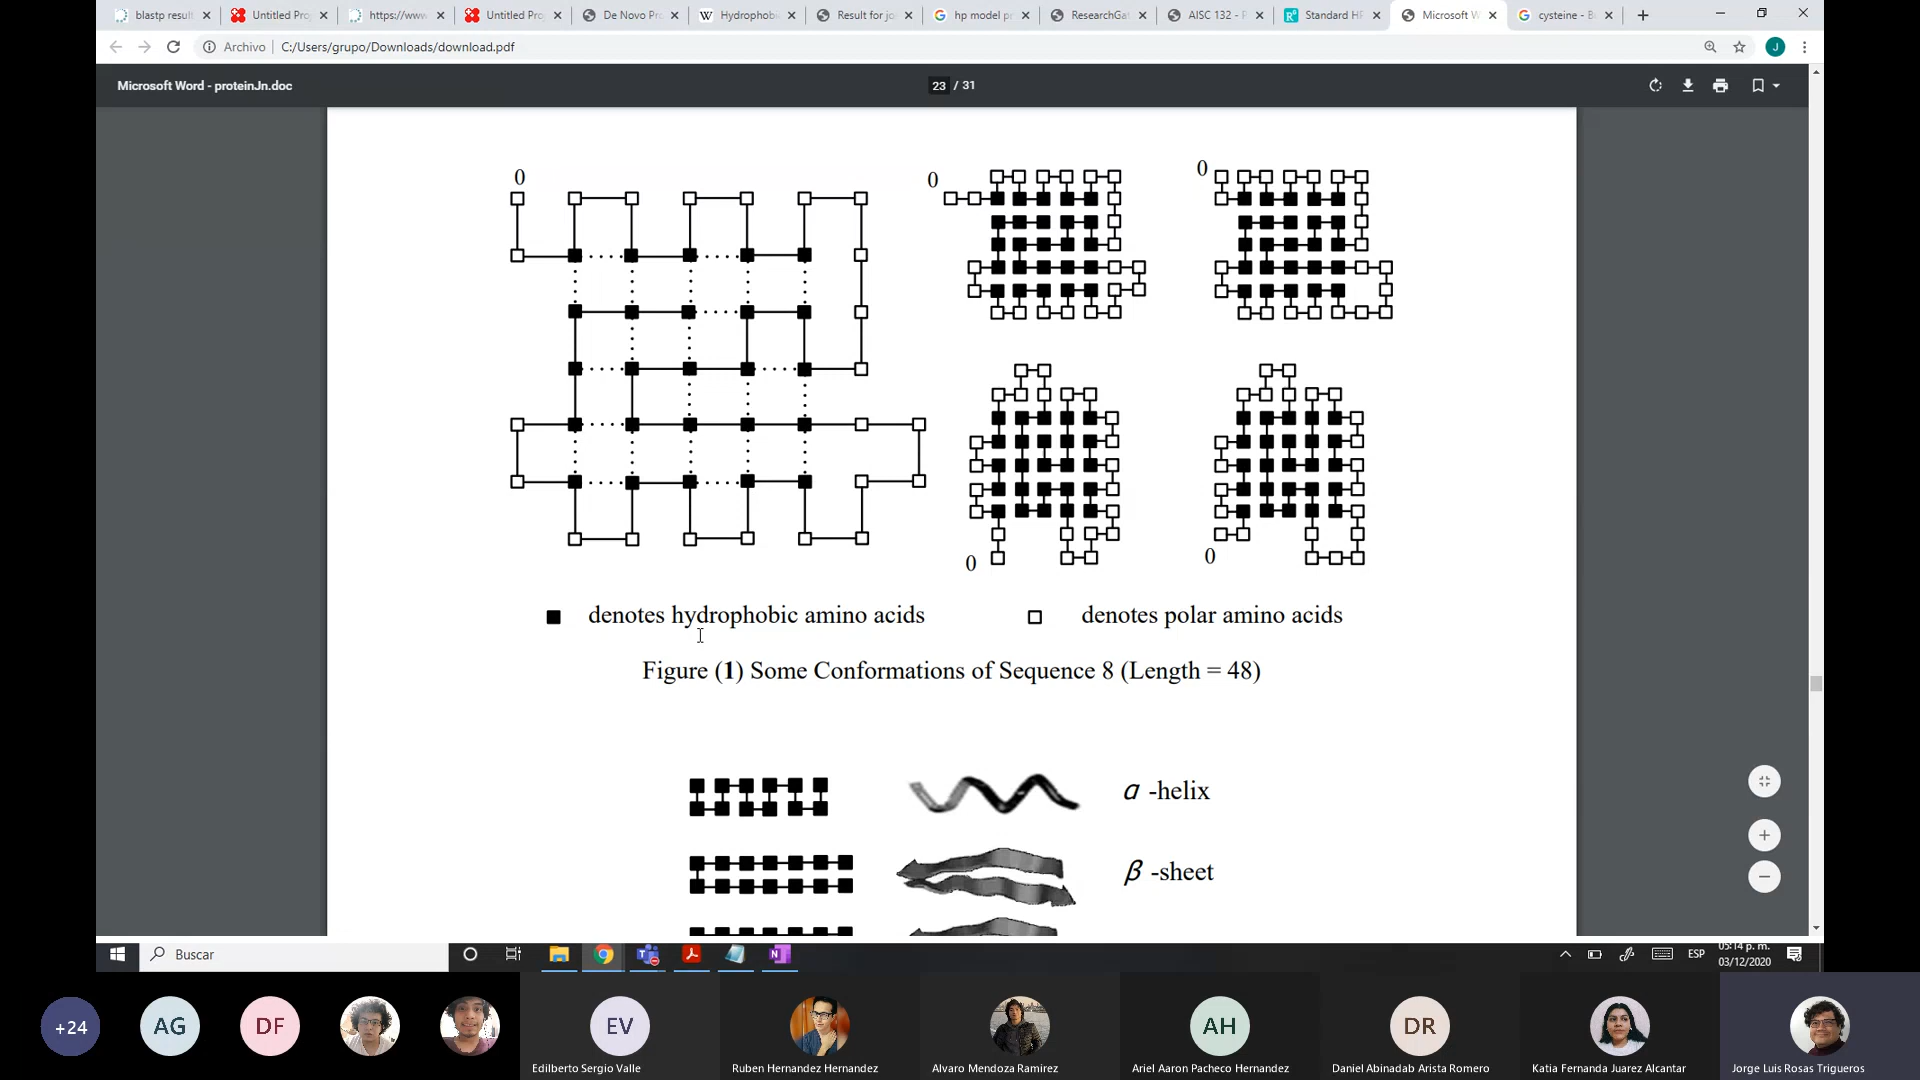 blastp result
Untitled Pro
https://www
Untitled Pro
De Novo Pro
Hydrophobi
Result for jo
hp model pr
ResearchGa
AISC 132 - P
Standard HP
Microsoft W
cysteine - B
Archivo
C:/Users/grupo/Downloads/download.pdf
J
Microsoft Word - proteinJn.doc
23 / 31
0
0
0
0
0
denotes hydrophobic amino acids
denotes polar amino acids
Figure (1) Some Conformations of Sequence 8 (Length = 48)
α -helix
β -sheet
Buscar
ESP
05:14 p. m.
03/12/2020
+24
AG
DF
EV
AH
DR
Edilberto Sergio Valle
Ruben Hernandez Hernandez
Alvaro Mendoza Ramirez
Ariel Aaron Pacheco Hernandez
Daniel Abinadab Arista Romero
Katia Fernanda Juarez Alcantar
Jorge Luis Rosas Trigueros